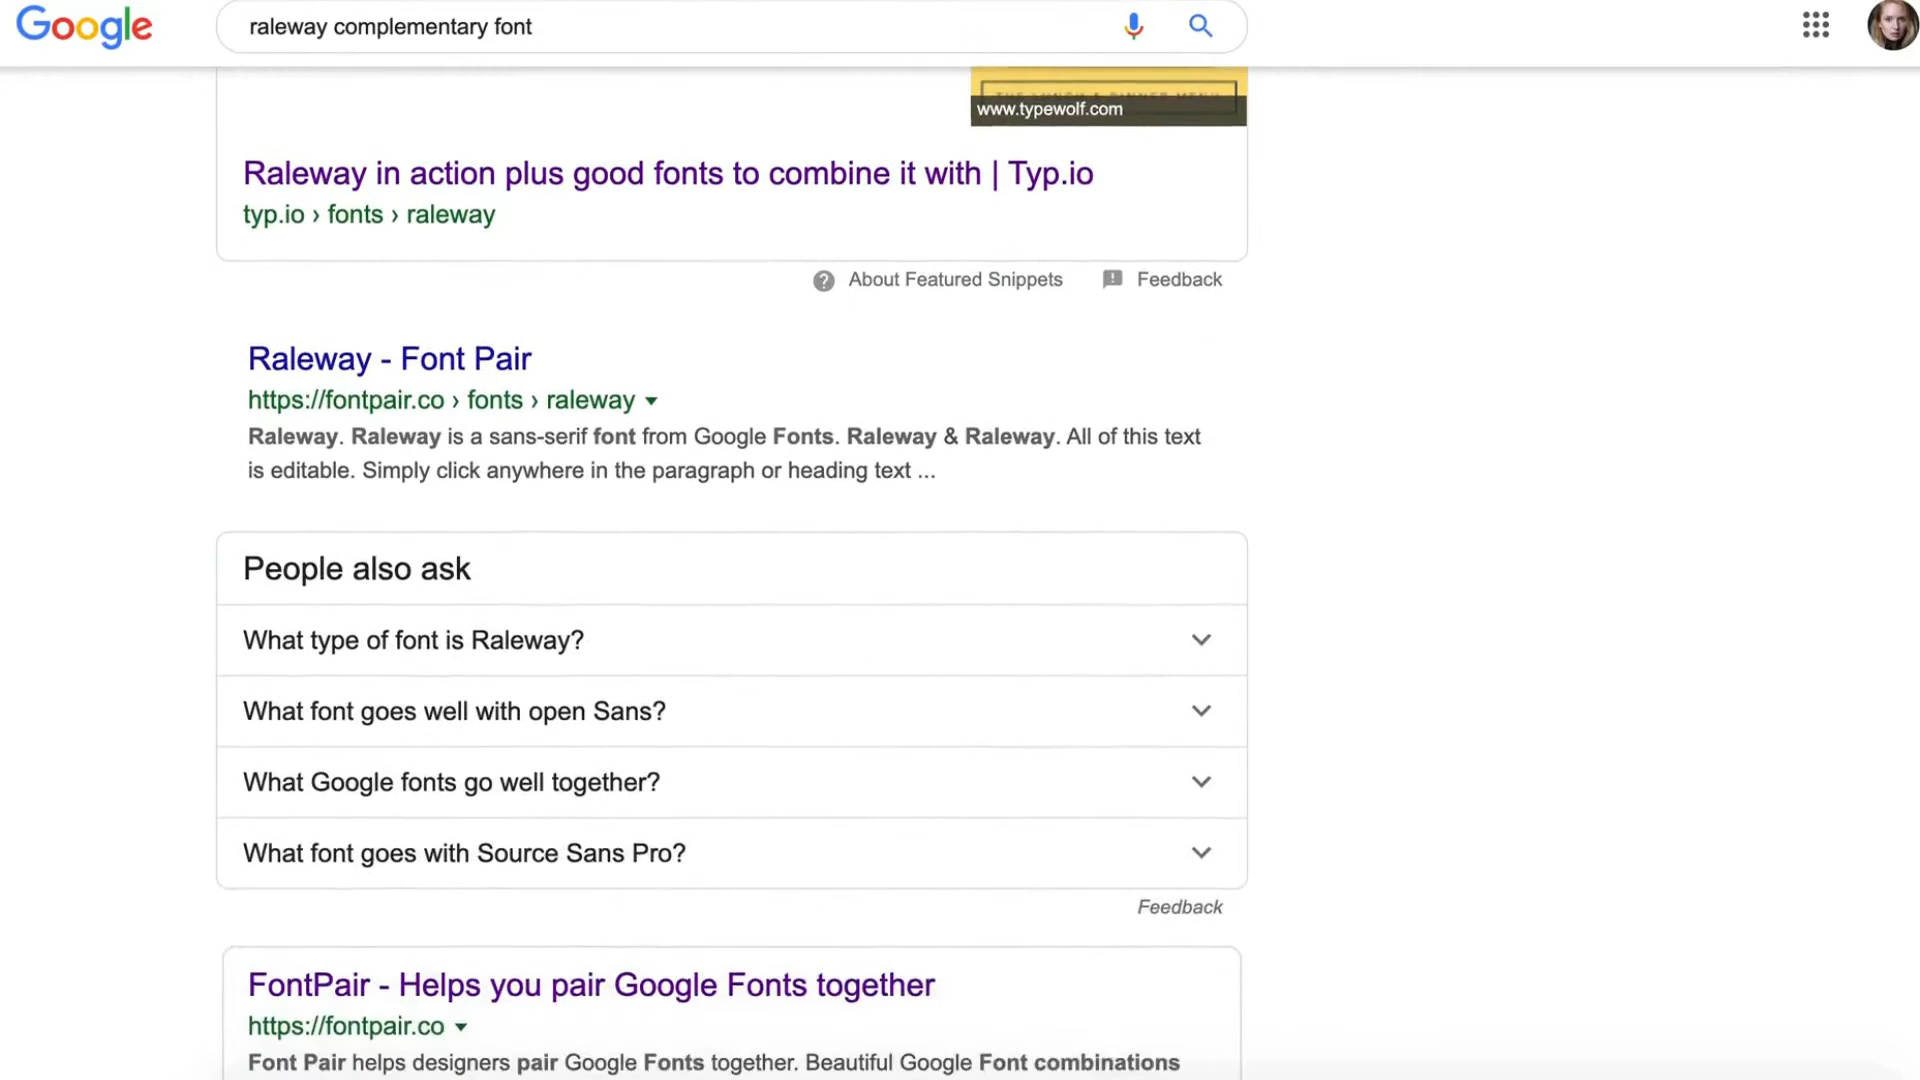 Google
raleway complementary font
www.typewolf.com
Raleway in action plus good fonts to combine it with | Typ.io
typ.io › fonts › raleway
About Featured Snippets
Feedback
Raleway - Font Pair
https://fontpair.co › fonts › raleway
Raleway. Raleway is a sans-serif font from Google Fonts. Raleway & Raleway. All of this text
is editable. Simply click anywhere in the paragraph or heading text ...
People also ask
What type of font is Raleway?
What font goes well with open Sans?
What Google fonts go well together?
What font goes with Source Sans Pro?
Feedback
FontPair - Helps you pair Google Fonts together
https://fontpair.co
Font Pair helps designers pair Google Fonts together. Beautiful Google Font combinations